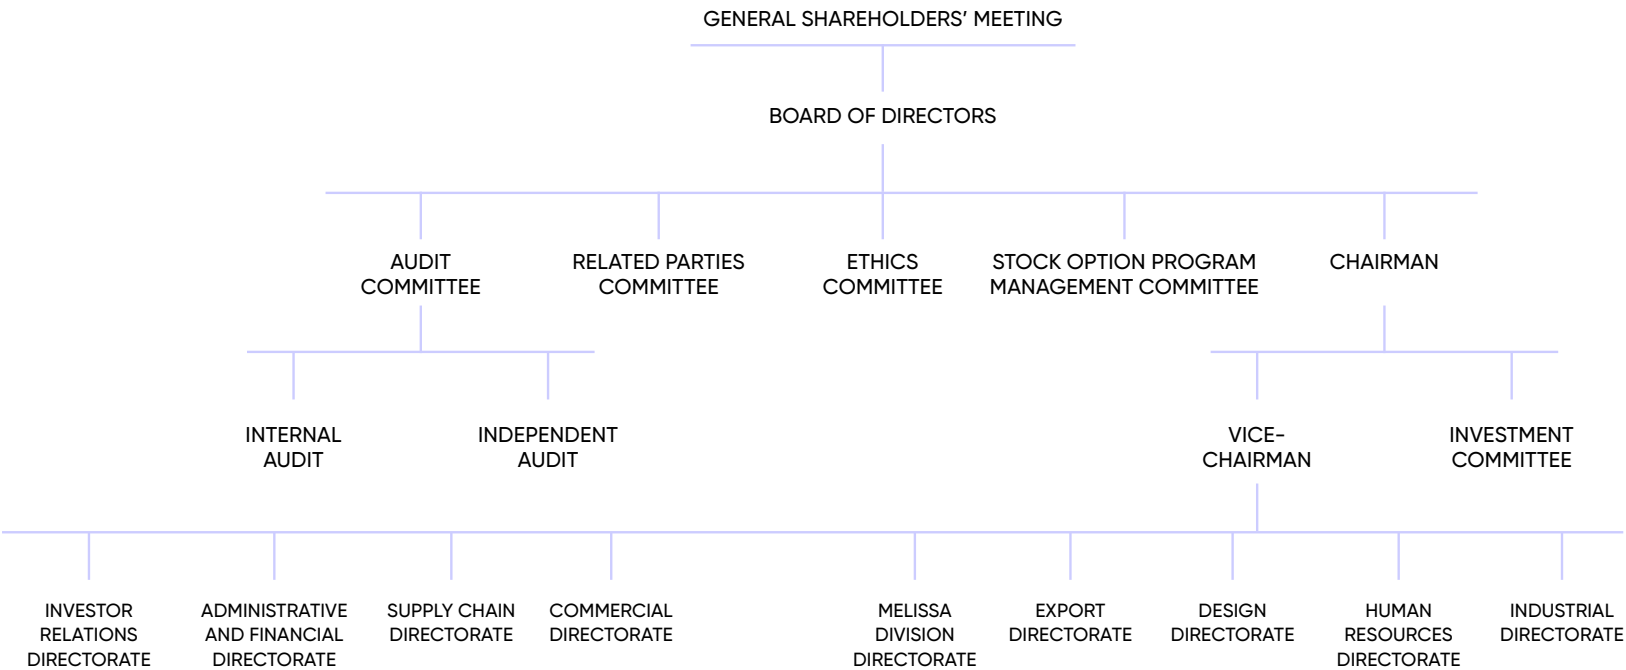 GENERAL SHAREHOLDERS’ MEETING
BOARD OF DIRECTORS
AUDIT
COMMITTEE
RELATED PARTIES
COMMITTEE
ETHICS
COMMITTEE
STOCK OPTION PROGRAM
MANAGEMENT COMMITTEE
CHAIRMAN
INTERNAL
AUDIT
INDEPENDENT
AUDIT
VICE-
CHAIRMAN
INVESTMENT
COMMITTEE
INVESTOR
RELATIONS
DIRECTORATE
ADMINISTRATIVE
AND FINANCIAL
DIRECTORATE
SUPPLY CHAIN
DIRECTORATE
COMMERCIAL
DIRECTORATE
MELISSA
DIVISION
DIRECTORATE
EXPORT
DIRECTORATE
DESIGN
DIRECTORATE
HUMAN
RESOURCES
DIRECTORATE
INDUSTRIAL
DIRECTORATE